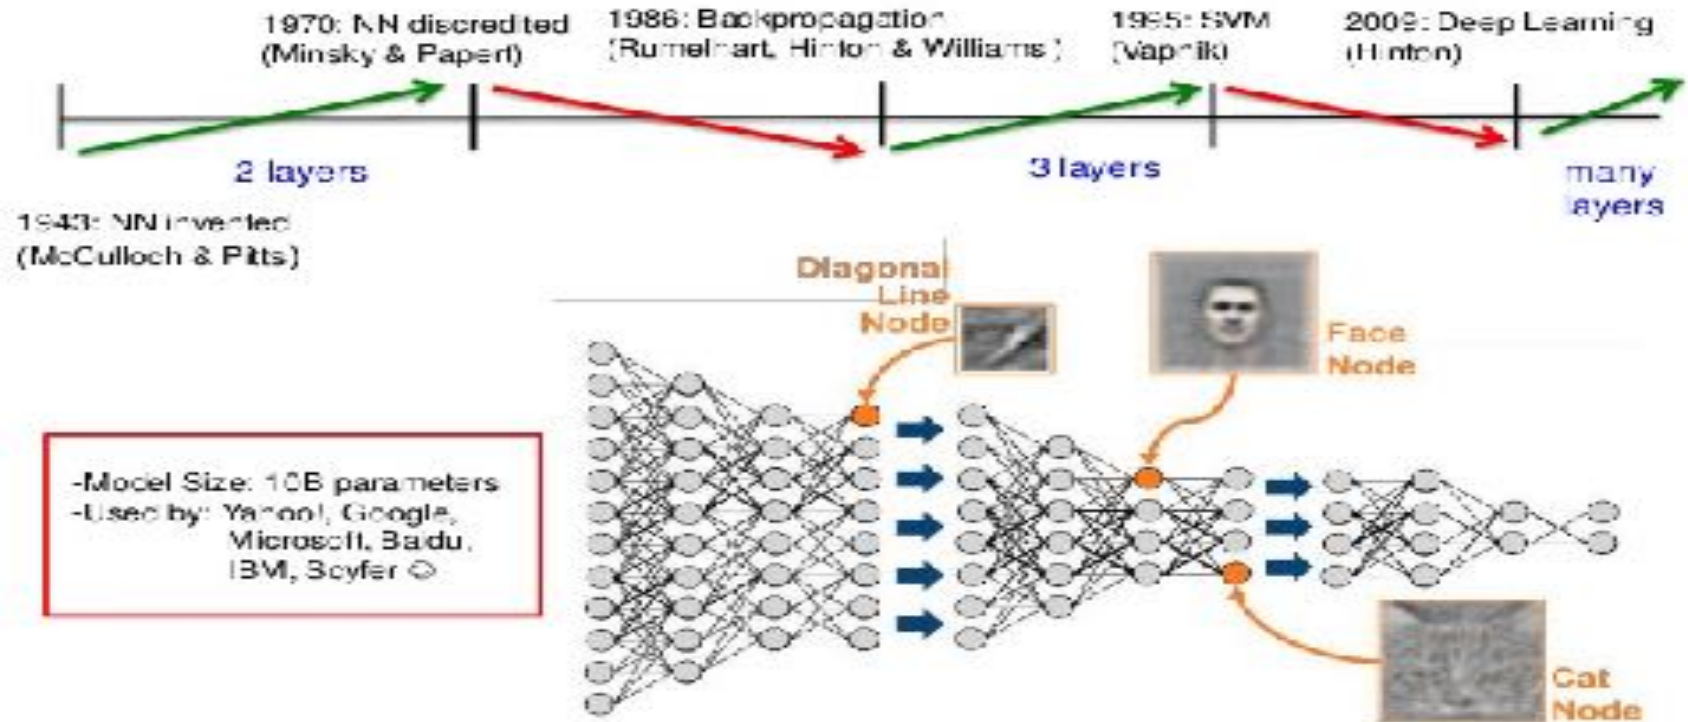 1970: NN discredited
(Minsky & Papert)
1986: Backpropagation
(Rumelhart, Hinton & Williams)
1995: SVM
(Vapnik)
2009: Deep Learning
(Hinton)
2 layers
3 layers
many
layers
1943: NN invented
(McCulloch & Pitts)
Diagonal
Line
Node
Face
Node
-Model Size: 10B parameters
-Used by: Yahoo!, Google,
Microsoft, Baidu,
IBM, Scyfer
Cat
Node